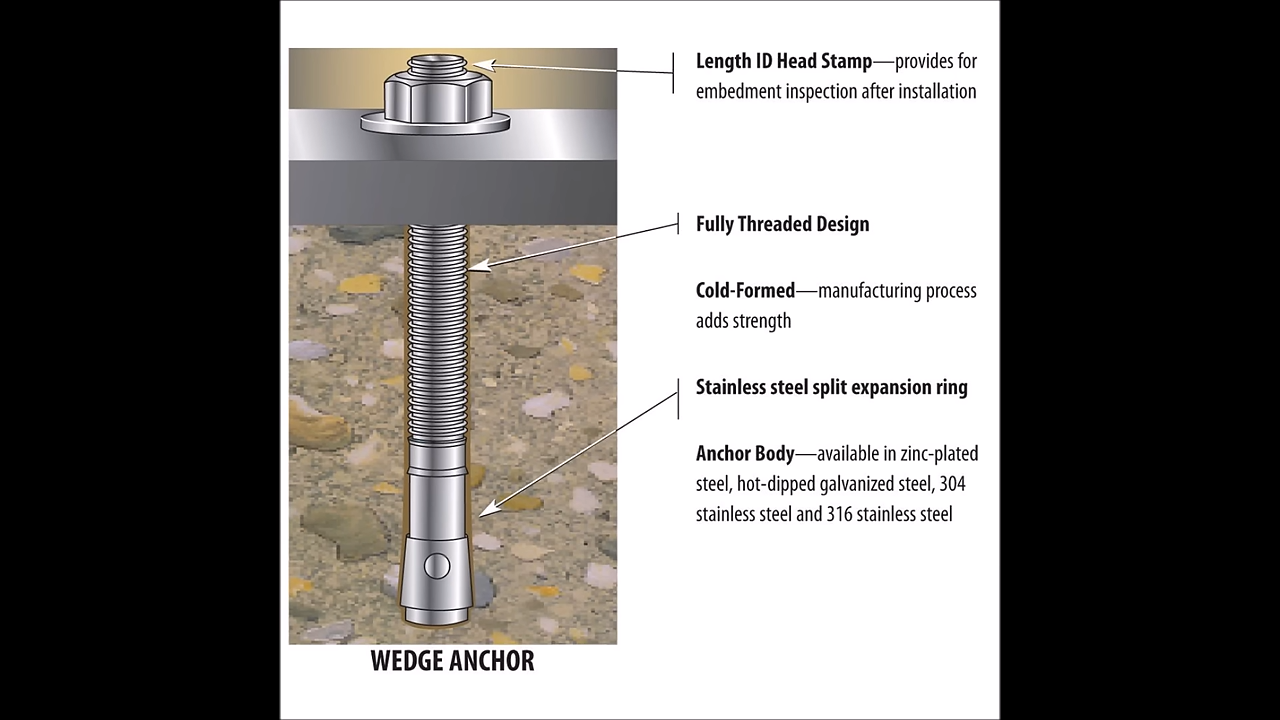 Length ID Head Stamp—provides for
embedment inspection after installation
Fully Threaded Design
Cold-Formed—manufacturing process
adds strength
Stainless steel split expansion ring
Anchor Body—available in zinc-plated
steel, hot-dipped galvanized steel, 304
stainless steel and 316 stainless steel
WEDGE ANCHOR